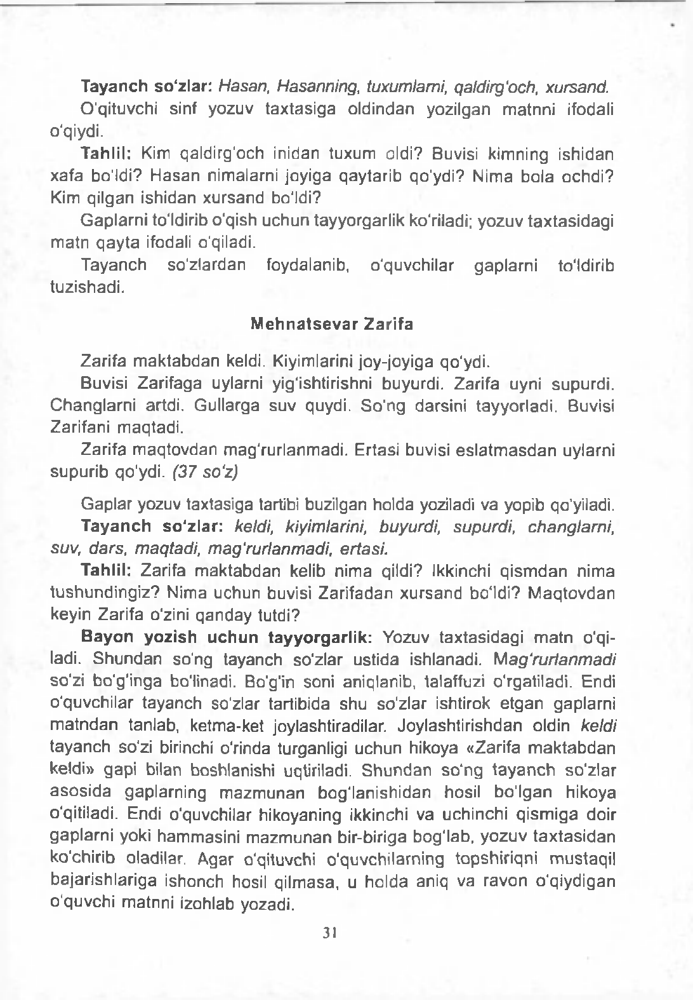 Tayanch so‘zlar: Hasan, Hasanning, tuxumlarni, qaldirg‘och, xursand.
O‘qituvchi sinf yozuv taxtasiga oldindan yozilgan matnni ifodali
o‘qiydi.
Tahlil: Kim qaldirg‘och inidan tuxum oldi? Buvisi kimning ishidan
xafa bo‘ldi? Hasan nimalarni joyiga qaytarib qo‘ydi? Nima bola ochdi?
Kim qilgan ishidan xursand bo‘ldi?
Gaplarni to‘ldirib o‘qish uchun tayyorgarlik ko‘riladi; yozuv taxtasidagi
matn qayta ifodali o‘qiladi.
Tayanch so‘zlardan foydalanib, o‘quvchilar gaplarni to‘ldirib
tuzishadi.
Mehnatsevar Zarifa
Zarifa maktabdan keldi. Kiyimlarini joy-joyiga qo‘ydi.
Buvisi Zarifaga uylarni yig‘ishtirishni buyurdi. Zarifa uyni supurdi.
Changlarni artdi. Gullarga suv quydi. So‘ng darsini tayyorladi. Buvisi
Zarifani maqtadi.
Zarifa maqtovdan mag‘rurlanmadi. Ertasi buvisi eslatmasdan uylarni
supurib qo‘ydi. (37 so‘z)
Gaplar yozuv taxtasiga tartibi buzilgan holda yoziladi va yopib qo‘yiladi.
Tayanch so‘zlar: keldi, kiyimlarini, buyurdi, supurdi, changlarni,
suv, dars, maqtadi, mag‘rurlanmadi, ertasi.
Tahlil: Zarifa maktabdan kelib nima qildi? Ikkinchi qismdan nima
tushundingiz? Nima uchun buvisi Zarifadan xursand bo‘ldi? Maqtovdan
keyin Zarifa o‘zini qanday tutdi?
Bayon yozish uchun tayyorgarlik: Yozuv taxtasidagi matn o‘qi-
ladi. Shundan so‘ng tayanch so‘zlar ustida ishlanadi. Mag‘rurlanmadi
so‘zi bo‘g‘inga bo‘linadi. Bo‘g‘in soni aniqlanib, talaffuzi o‘rgatiladi. Endi
o‘quvchilar tayanch so‘zlar tartibida shu so‘zlar ishtirok etgan gaplarni
matndan tanlab, ketma-ket joylashtiradilar. Joylashtirishdan oldin keldi
tayanch so‘zi birinchi o‘rinda turganligi uchun hikoya «Zarifa maktabdan
keldi» gapi bilan boshlanishi uqtiriladi. Shundan so‘ng tayanch so‘zlar
asosida gaplarning mazmunan bog‘lanishidan hosil bo‘lgan hikoya
o‘qitiladi. Endi o‘quvchilar hikoyaning ikkinchi va uchinchi qismiga doir
gaplarni yoki hammasini mazmunan bir-biriga bog‘lab, yozuv taxtasidan
ko‘chirib oladilar. Agar o‘qituvchi o‘quvchilarning topshiriqni mustaqil
bajarishlariga ishonch hosil qilmasa, u holda aniq va ravon o‘qiydigan
o‘quvchi matnni izohlab yozadi.
31